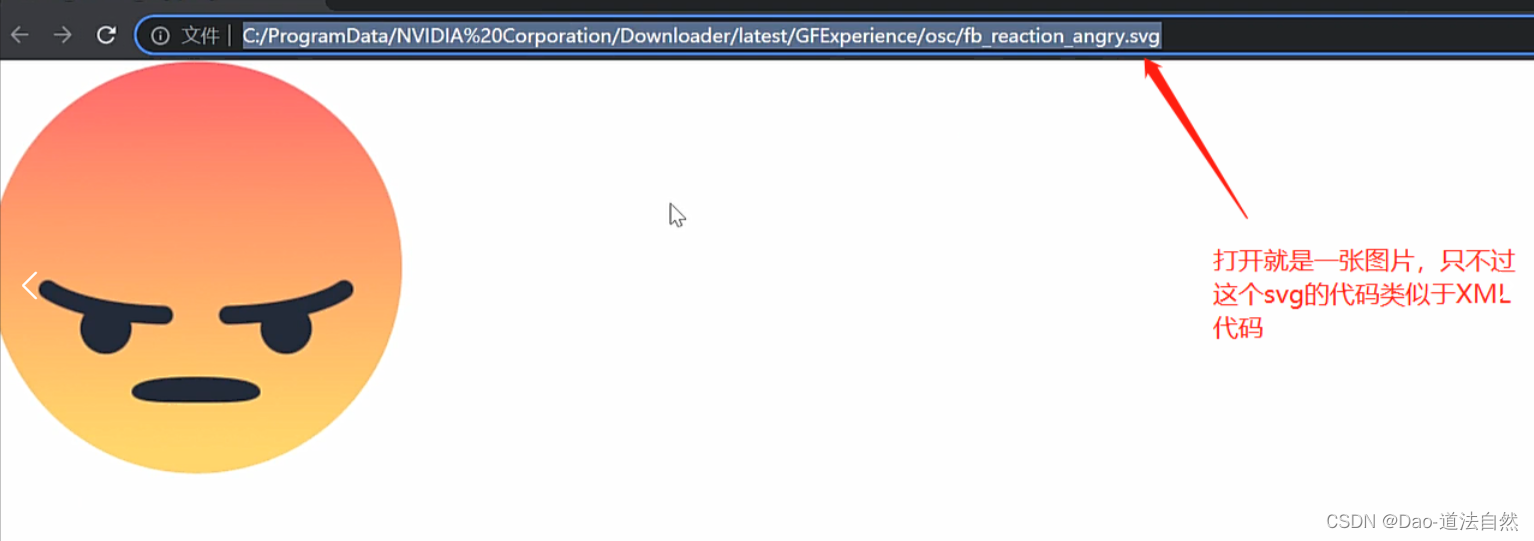 文件 C:/ProgramData/NVIDIA%20Corporation/Downloader/latest/GFExperience/osc/fb_reaction_angry.svg
打开就是一张图片，只不过
这个svg的代码类似于XML
代码
CSDN @Dao-道法自然